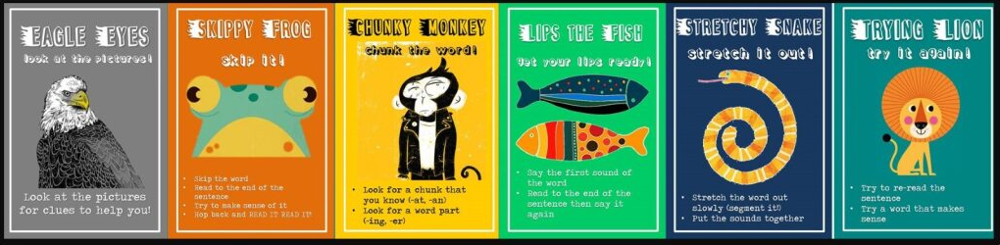 EAGLE EYES
look at the pictures!
Look at the pictures
for clues to help you!
SKIPPY FROG
Skip it!
• Skip the word
• Read to the end of the
sentence
• Try to make sense of it
• Hop back and READ IT READ IT!
CHUNKY MONKEY
chunk the word!
• Look for a chunk that
you know (-at, -an)
• Look for a word part
(-ing, -er)
LIPS THE FISH
Get your lips ready!
• Say the first sound of
the word
• Read to the end of the
sentence then say it
again
STRETCHY SNAKE
stretch it out!
• Stretch the word out
slowly (segment it!)
• Put the sounds together
TRYING LION
try it again!
• Try to re-read the
sentence
• Try a word that makes
sense